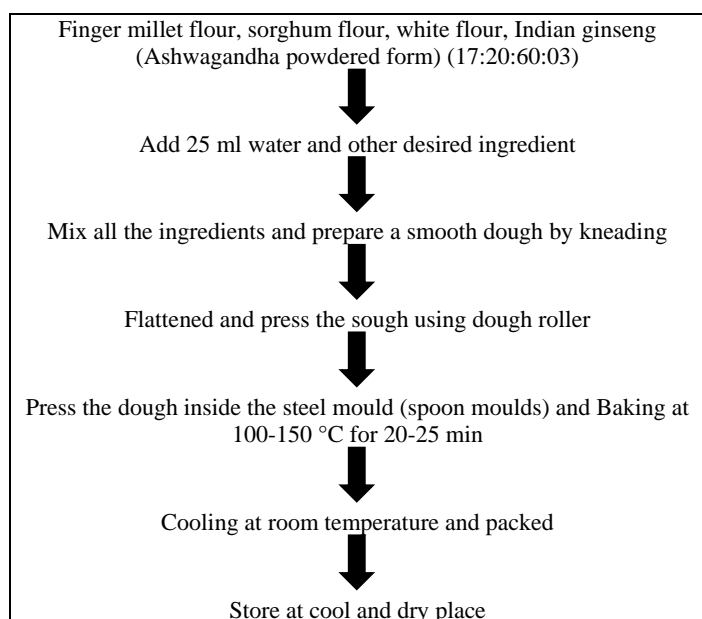 Finger millet flour, sorghum flour, white flour, Indian ginseng
(Ashwagandha powdered form) (17:20:60:03)
Add 25 ml water and other desired ingredient
Mix all the ingredients and prepare a smooth dough by kneading
Flattened and press the sough using dough roller
Press the dough inside the steel mould (spoon moulds) and Baking at
100-150 °C for 20-25 min
Cooling at room temperature and packed
Store at cool and dry place